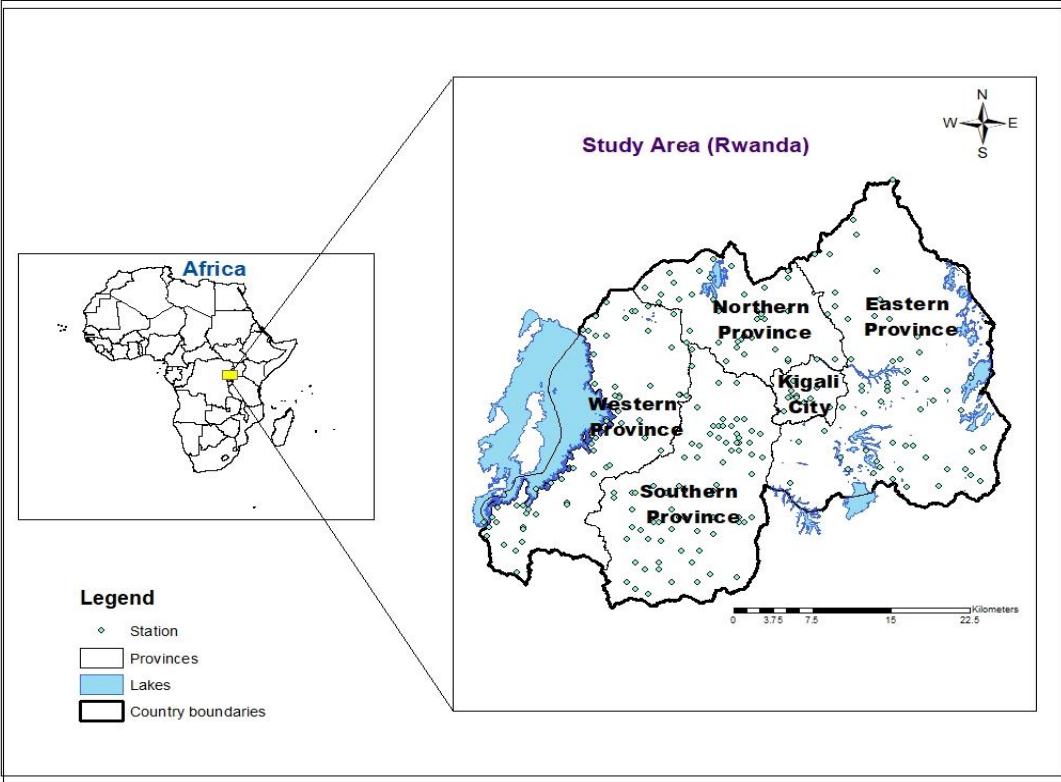 Study Area (Rwanda)
N
W
E
S
Africa
Northern
Province
Eastern
Province
Kigali
City
Western
Province
Southern
Province
Kilometers
0 3.75 7.5 15 22.5
Legend
Station
Provinces
Lakes
Country boundaries